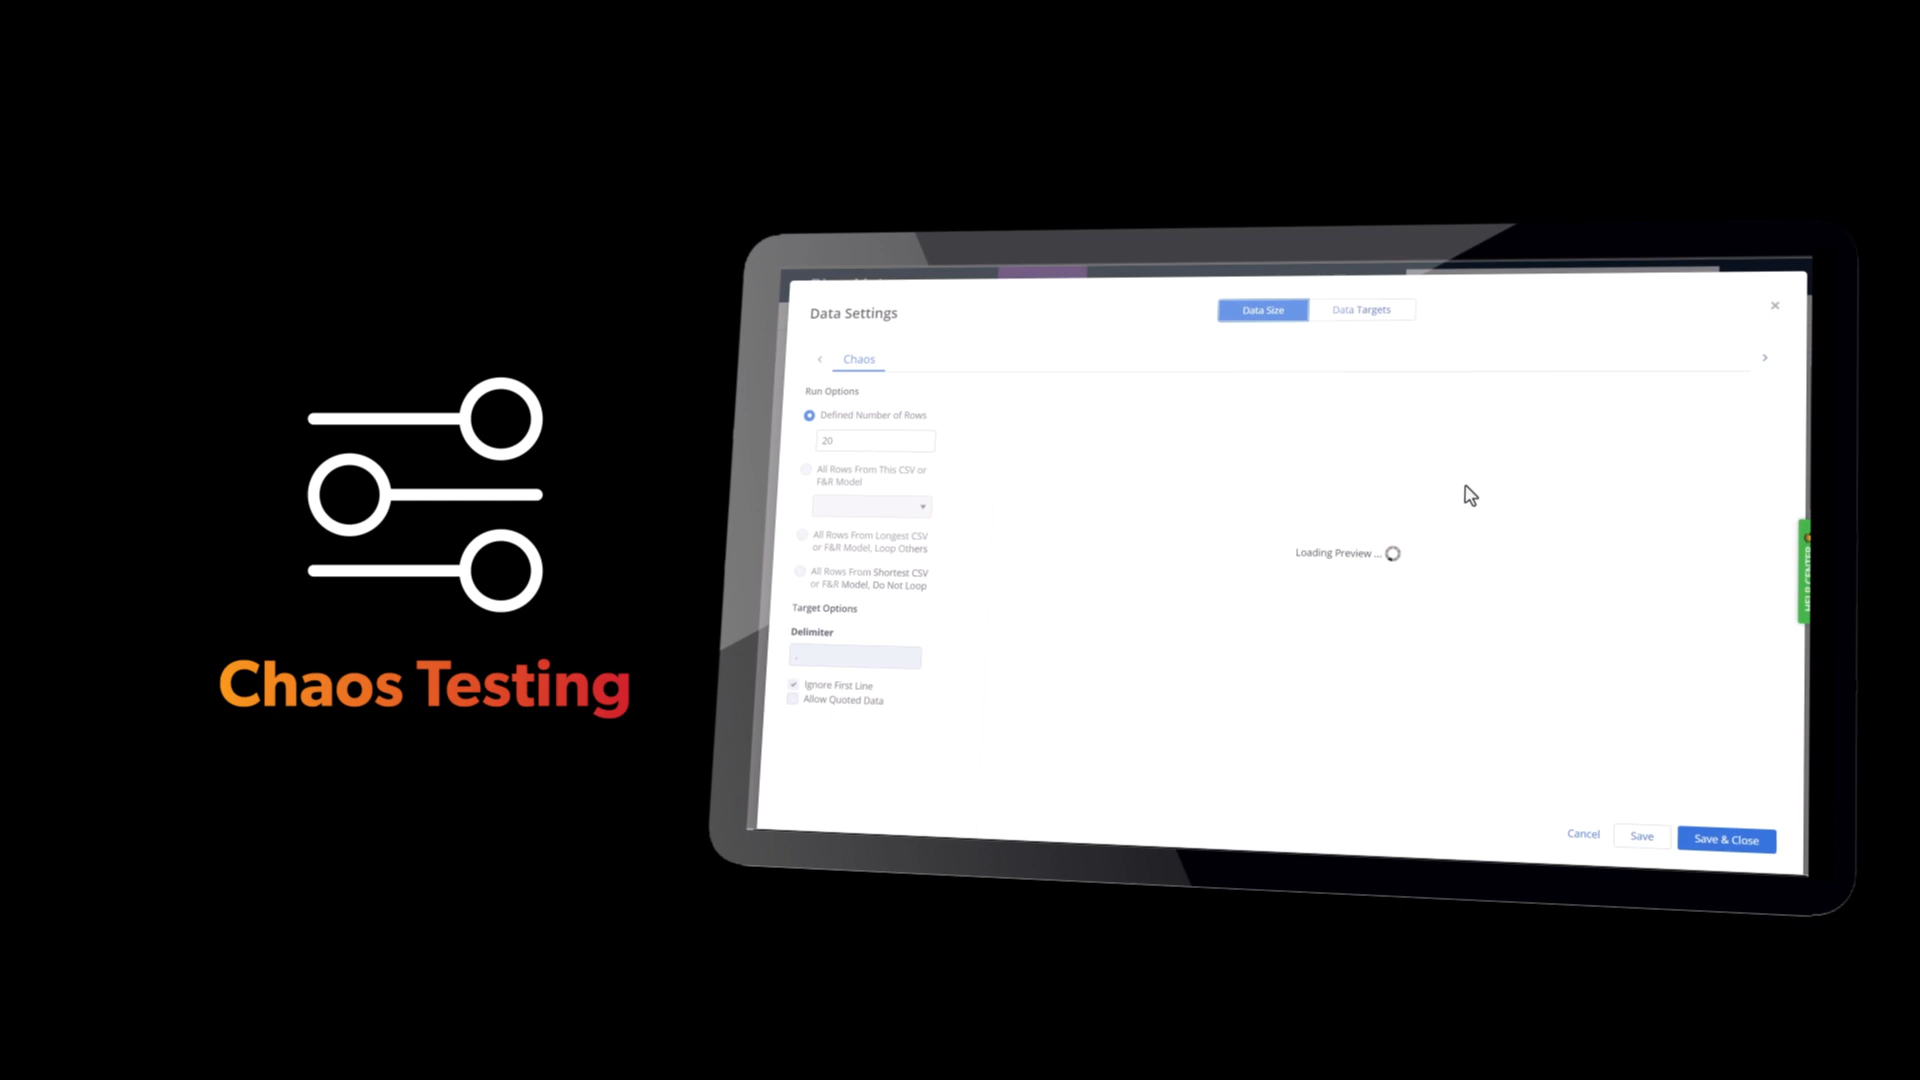 Chaos Testing
Data Settings
Data Size
Data Targets
Chaos
Run Options
Defined Number of Rows
20
All Rows From This CSV or
F&R Model
All Rows From Longest CSV
or F&R Model, Loop Others
All Rows From Shortest CSV
or F&R Model, Do Not Loop
Target Options
Delimiter
,
Ignore First Line
Allow Quoted Data
Loading Preview ...
HELP CENTER
Cancel
Save
Save & Close